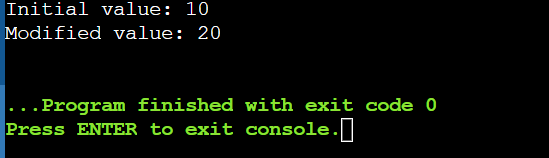 Initial value: 10
Modified value: 20
...Program finished with exit code 0
Press ENTER to exit console.